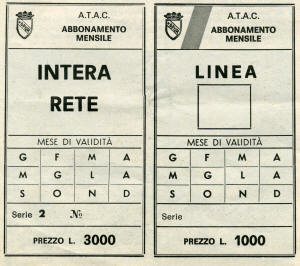 A.T.A.C.
ABBONAMENTO
MENSILE
INTERA
RETE
MESE DI VALIDITÀ
G F M A
M G L A
S O N D
Serie 2 №
PREZZO L. 3000
A.T.A.C.
ABBONAMENTO
MENSILE
LINEA
MESE DI VALIDITÀ
G F M A
M G L A
S O N D
Serie
PREZZO L. 1000